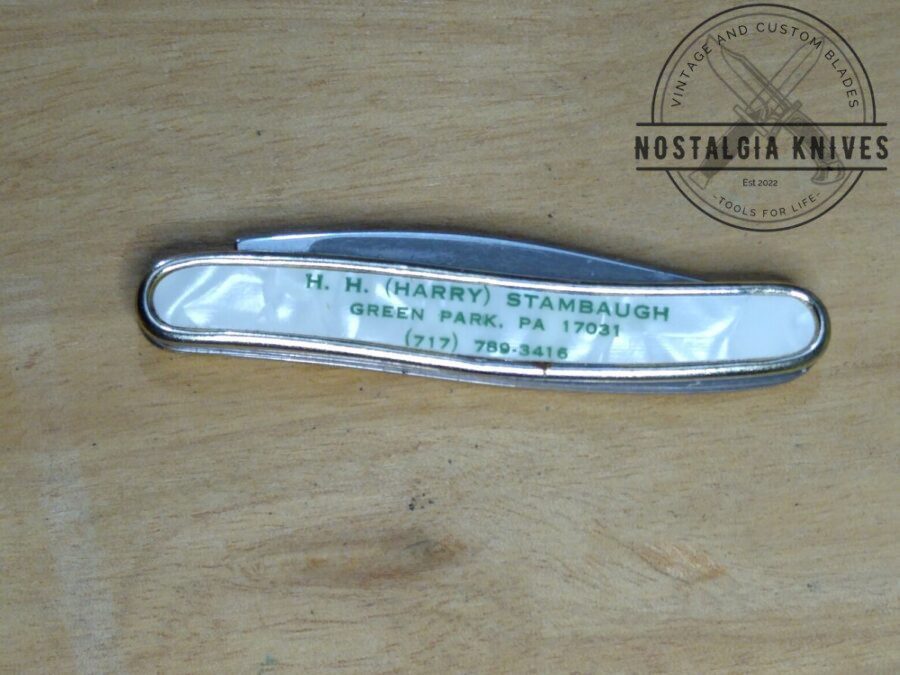 VINTAGE AND CUSTOM BLADES
NOSTALGIA KNIVES
Est 2022
-TOOLS FOR LIFE-
H. H. (HARRY) STAMBAUGH
GREEN PARK, PA 17031
(717) 789-3416